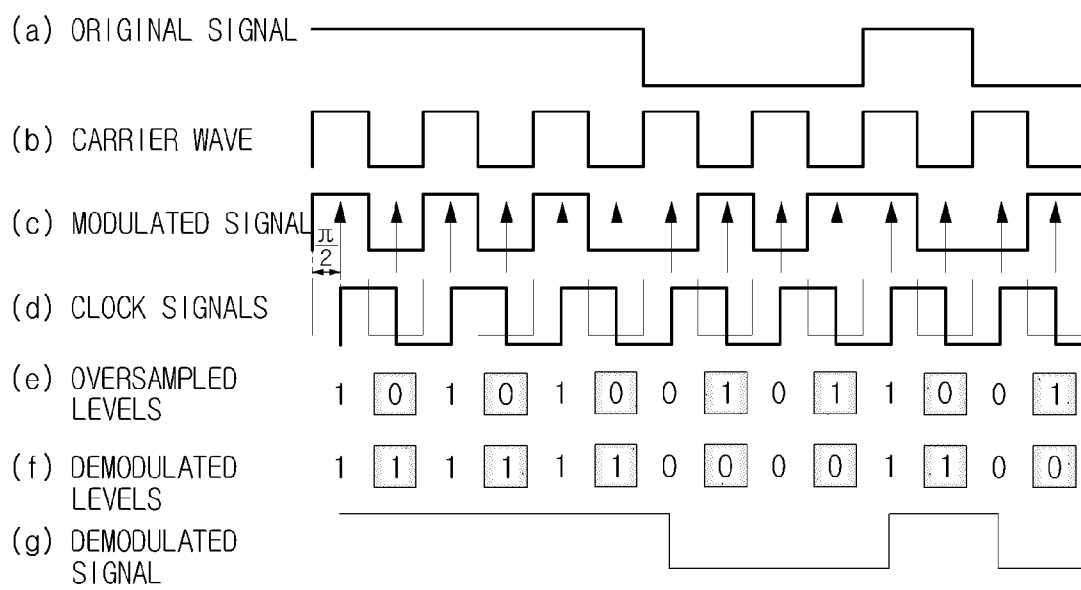 (a) ORIGINAL SIGNAL
(b) CARRIER WAVE
(c) MODULATED SIGNAL
π
2
(d) CLOCK SIGNALS
(e) OVERSAMPLED
LEVELS
1 0 1 0 1 0 0 1 0 1 1 0 0 1
(f) DEMODULATED
LEVELS
1 1 1 1 1 1 0 0 0 0 1 1 0 0
(g) DEMODULATED
SIGNAL